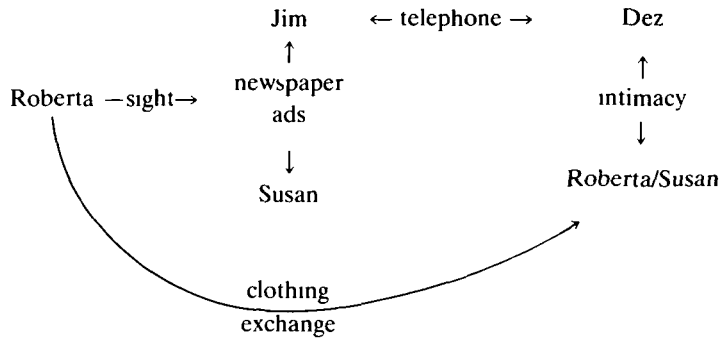 Jim ← telephone → Dez
Roberta —sight→ newspaper ads intimacy
Susan Roberta/Susan
clothing
exchange